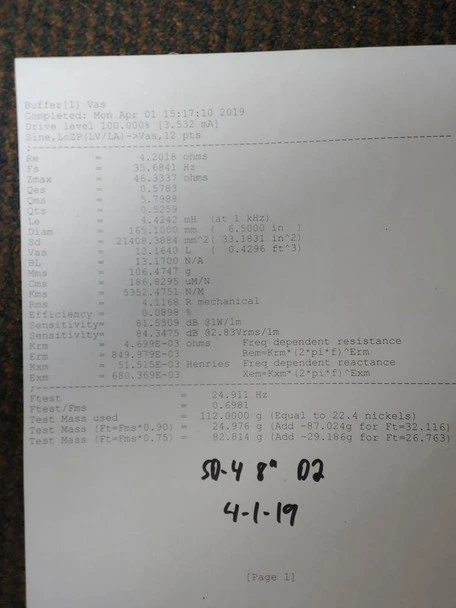 Buffer[1] Vas
Completed: Mon Apr 01 15:17:10 2019
Drive level 100.000% [3.532 mA]
Sine,LoZP(LV/LA)->Vas,12 pts
Re = 4.2018 ohms
Fs = 35.6841 Hz
Zmax = 46.3337 ohms
Qes = 0.5783
Qms = 5.7988
Qts = 0.5259
Le = 4.4242 mH (at 1 kHz)
Diam = 165.1000 mm ( 6.5000 in )
Sd = 21408.3884 mm^2( 33.1831 in^2)
Vas = 12.1640 L ( 0.4296 ft^3)
BL = 13.1700 N/A
Mms = 106.4747 g
Cms = 186.8295 uM/N
Kms = 5352.4751 N/M
Rms = 4.1168 R mechanical
Efficiency = 0.0898 %
Sensitivity= 81.5509 dB @1W/1m
Sensitivity= 84.3475 dB @2.83Vrms/1m
Krm = 4.699E-03 ohms Freq dependent resistance
Erm = 849.979E-03 Rem=Krm*(2*pi*f)^Erm
Kxm = 51.515E-03 Henries Freq dependent reactance
Exm = 680.369E-03 Xem=Kxm*(2*pi*f)^Exm
Ftest = 24.911 Hz
Ftest/Fms = 0.6981
Test Mass used = 112.0000 g (Equal to 22.4 nickels)
Test Mass (Ft=Fms*0.90) = 24.976 g (Add -87.024g for Ft=32.116)
Test Mass (Ft=Fms*0.75) = 82.814 g (Add -29.186g for Ft=26.763)
SD-4 8" D2
4-1-19
[Page 1]